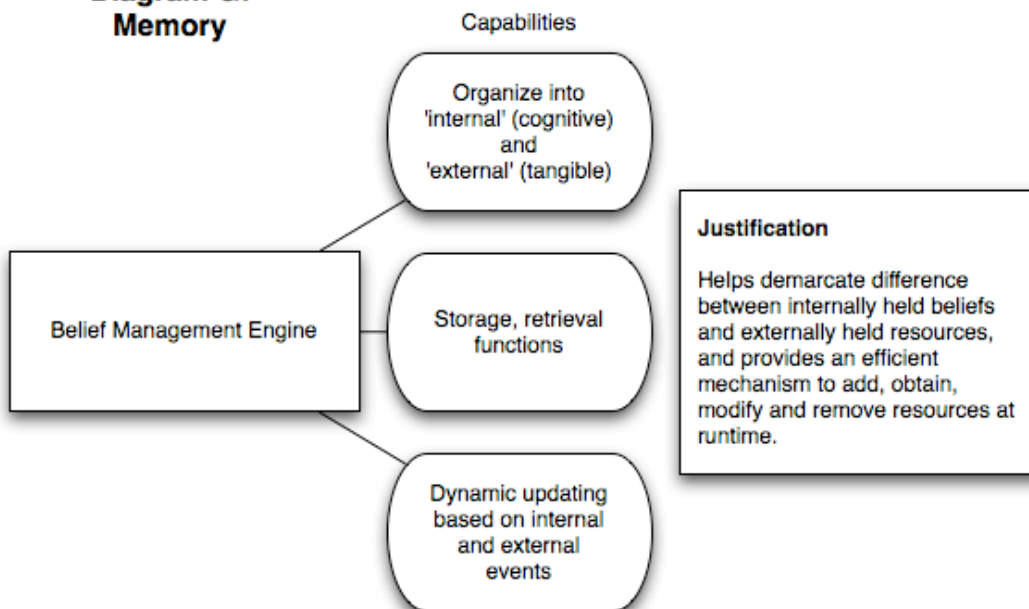 Memory
Capabilities
Organize into
'internal' (cognitive)
and
'external' (tangible)
Belief Management Engine
Storage, retrieval
functions
Dynamic updating
based on internal
and external
events
Justification
Helps demarcate difference
between internally held beliefs
and externally held resources,
and provides an efficient
mechanism to add, obtain,
modify and remove resources at
runtime.